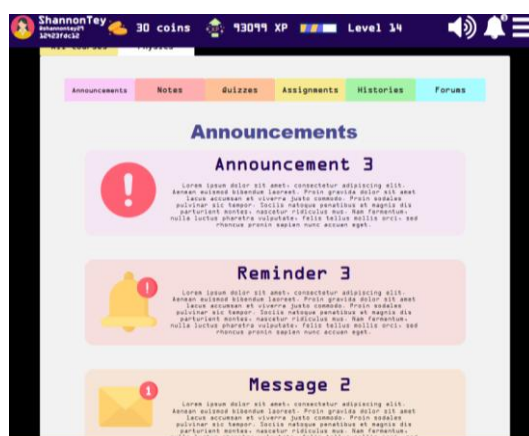 ShannonTey
@shannontey29
12423fdc12
30 coins
93099 XP
Level 14
Announcements
Notes
Quizzes
Assignments
Histories
Forums
Announcements
Announcement 3
Lorem ipsum dolor sit amet, consectetur adipiscing elit.
Aenean euismod bibendum laoreet. Proin gravida dolor sit amet
lacus accumsan et viverra justo commodo. Proin sodales
pulvinar sic tempor. Sociis natoque penatibus et magnis dis
parturient montes, nascetur ridiculus mus. Nam fermentum,
nulla luctus pharetra vulputate, felis tellus mollis orci, sed
rhoncus pronin sapien nunc accuan eget.
Reminder 3
Lorem ipsum dolor sit amet, consectetur adipiscing elit.
Aenean euismod bibendum laoreet. Proin gravida dolor sit amet
lacus accumsan et viverra justo commodo. Proin sodales
pulvinar sic tempor. Sociis natoque penatibus et magnis dis
parturient montes, nascetur ridiculus mus. Nam fermentum,
nulla luctus pharetra vulputate, felis tellus mollis orci, sed
rhoncus pronin sapien nunc accuan eget.
1
Message 2
Lorem ipsum dolor sit amet, consectetur adipiscing elit.
Aenean euismod bibendum laoreet. Proin gravida dolor sit amet
lacus accumsan et viverra justo commodo. Proin sodales
pulvinar sic tempor. Sociis natoque penatibus et magnis dis
parturient montes, nascetur ridiculus mus. Nam fermentum,